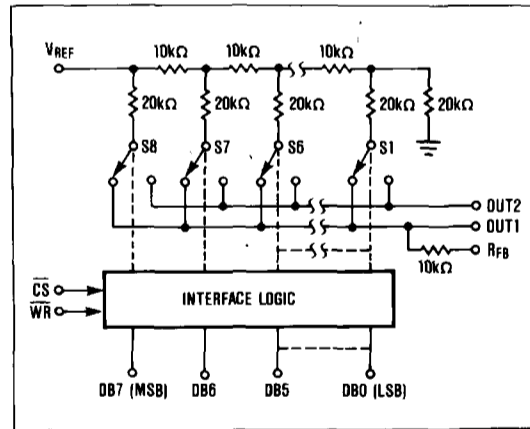 10kΩ 10kΩ 10kΩ
VREF
20kΩ 20kΩ 20kΩ 20kΩ 20kΩ
S8 S7 S6 S1
OUT2
OUT1
RFB
10kΩ
CS
WR
INTERFACE LOGIC
DB7 (MSB) DB6 DB5 DB0 (LSB)